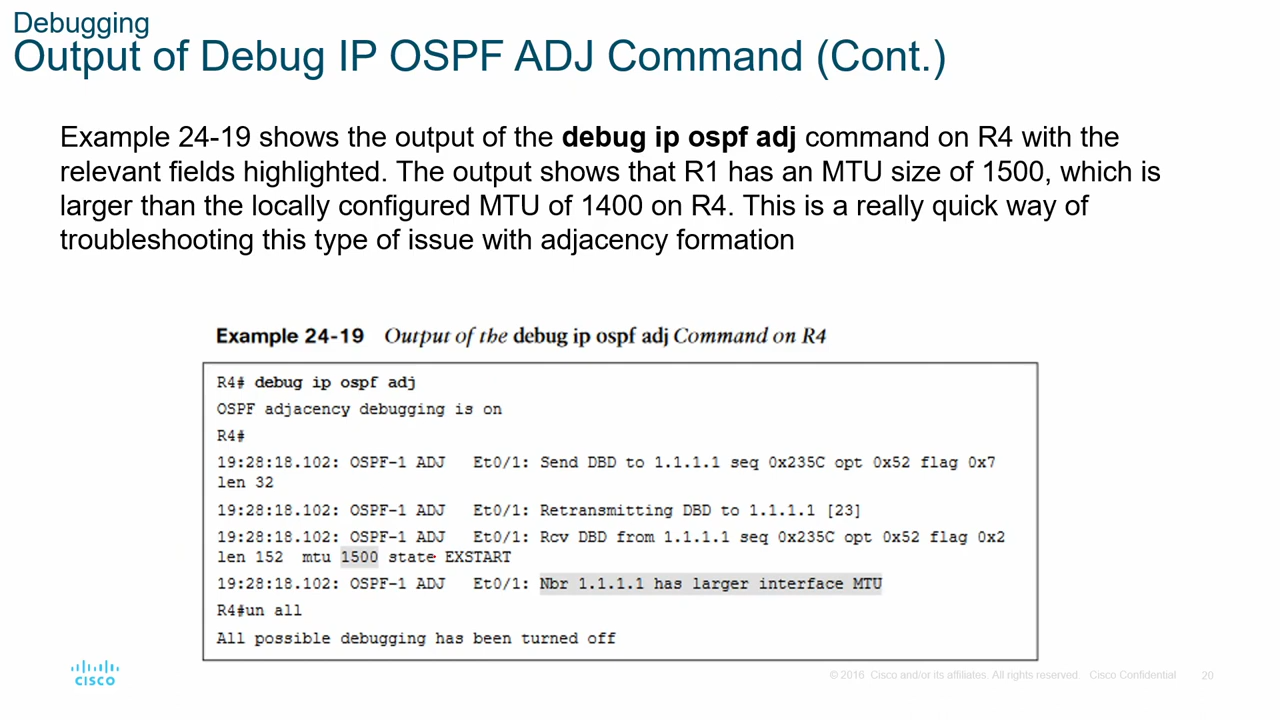 Debugging
Output of Debug IP OSPF ADJ Command (Cont.)
Example 24-19 shows the output of the debug ip ospf adj command on R4 with the
relevant fields highlighted. The output shows that R1 has an MTU size of 1500, which is
larger than the locally configured MTU of 1400 on R4. This is a really quick way of
troubleshooting this type of issue with adjacency formation
Example 24-19 Output of the debug ip ospf adj Command on R4
R4# debug ip ospf adj
OSPF adjacency debugging is on
R4#
19:28:18.102: OSPF-1 ADJ Et0/1: Send DBD to 1.1.1.1 seq 0x235C opt 0x52 flag 0x7
len 32
19:28:18.102: OSPF-1 ADJ Et0/1: Retransmitting DBD to 1.1.1.1 [23]
19:28:18.102: OSPF-1 ADJ Et0/1: Rcv DBD from 1.1.1.1 seq 0x235C opt 0x52 flag 0x2
len 152 mtu 1500 state EXSTART
19:28:18.102: OSPF-1 ADJ Et0/1: Nbr 1.1.1.1 has larger interface MTU
R4#un all
All possible debugging has been turned off
CISCO
© 2016 Cisco and/or its affiliates. All rights reserved. Cisco Confidential 20